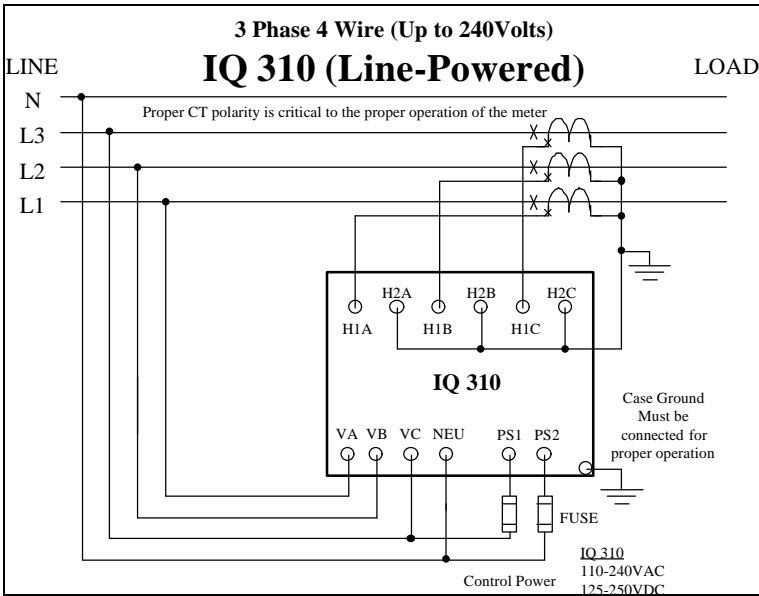 3 Phase 4 Wire (Up to 240Volts)
IQ 310 (Line-Powered)
LINE
LOAD
N
Proper CT polarity is critical to the proper operation of the meter
L3
L2
L1
H2A
H2B
H2C
H1A
H1B
H1C
IQ 310
Case Ground
Must be
connected for
proper operation
VA
VB
VC
NEU
PS1
PS2
FUSE
IQ 310
110-240VAC
125-250VDC
Control Power